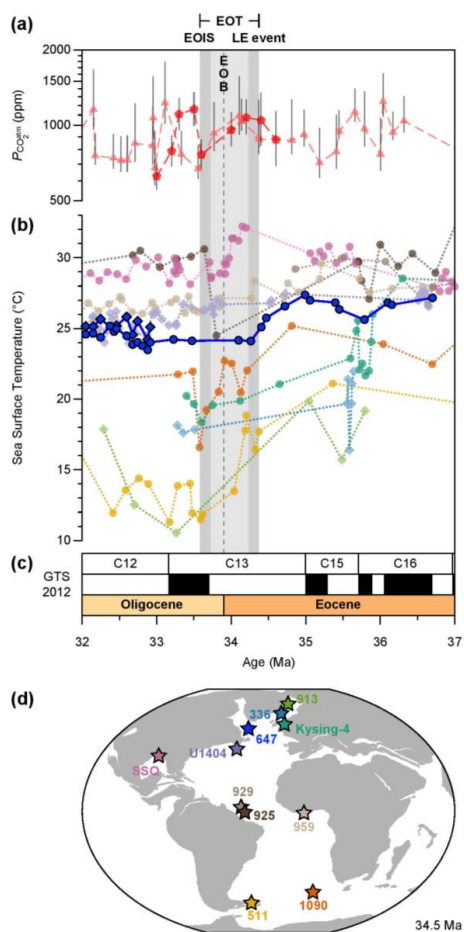 (a)
EOT
EOIS LE event
EOB
2000
1500
1000
500
P CO2 atm (ppm)
(b)
30
25
20
15
10
Sea Surface Temperature (°C)
(c)
C12 C13 C15 C16
GTS
2012
Oligocene Eocene
32 33 34 35 36 37
Age (Ma)
(d)
913
336
Kysing-4
647
U1404
SSQ
929
925
959
511
1090
34.5 Ma